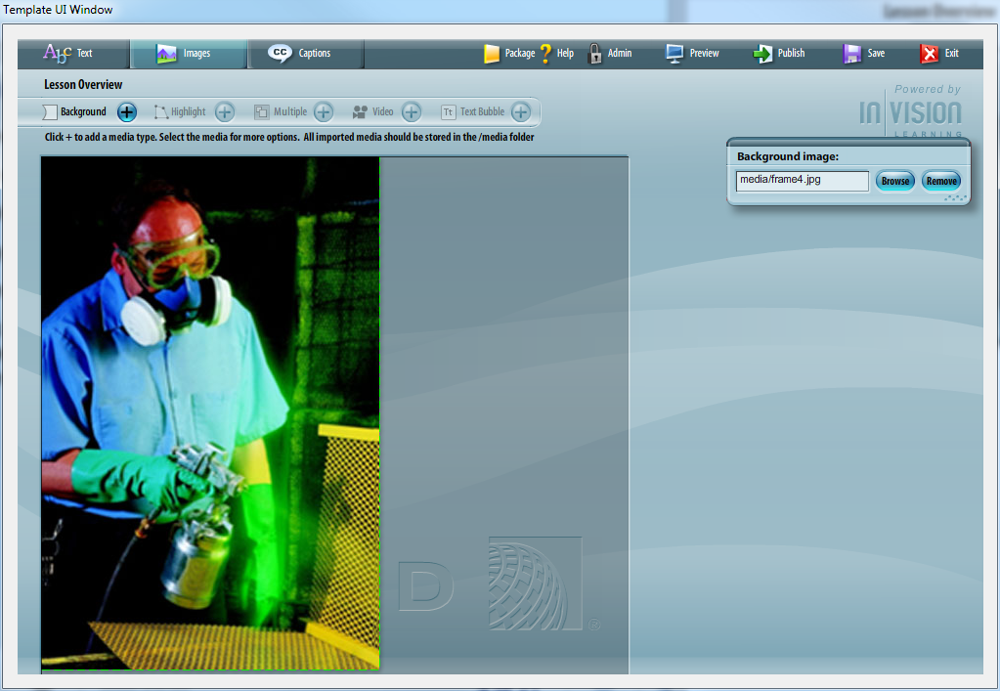 Template UI Window
Lesson Overview
Abc Text Images CC Captions Package ? Help Admin Preview Publish Save Exit
Lesson Overview
Background Highlight Multiple Video Tt Text Bubble
Click + to add a media type. Select the media for more options. All imported media should be stored in the /media folder
Powered by
in VISION
LEARNING
Background image:
media/frame4.jpg Browse Remove
D ®